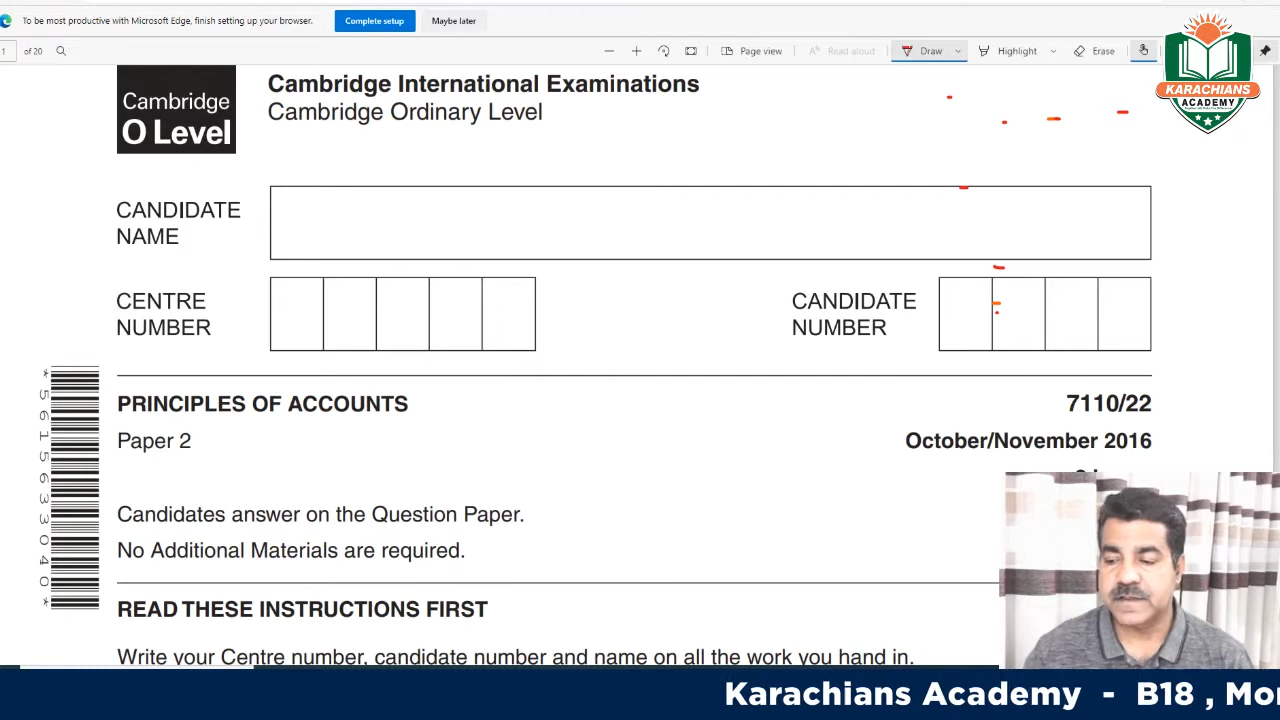 To be most productive with Microsoft Edge, finish setting up your browser.
Complete setup
Maybe later
1 of 20
Page view
Read aloud
Draw
Highlight
Erase
KARACHIANS
ACADEMY
Cambridge
O Level
Cambridge International Examinations
Cambridge Ordinary Level
CANDIDATE
NAME
CENTRE
NUMBER
CANDIDATE
NUMBER
*5615633040*
PRINCIPLES OF ACCOUNTS
7110/22
Paper 2
October/November 2016
Candidates answer on the Question Paper.
No Additional Materials are required.
READ THESE INSTRUCTIONS FIRST
Write your Centre number, candidate number and name on all the work you hand in.
Karachians Academy - B18 , Mo